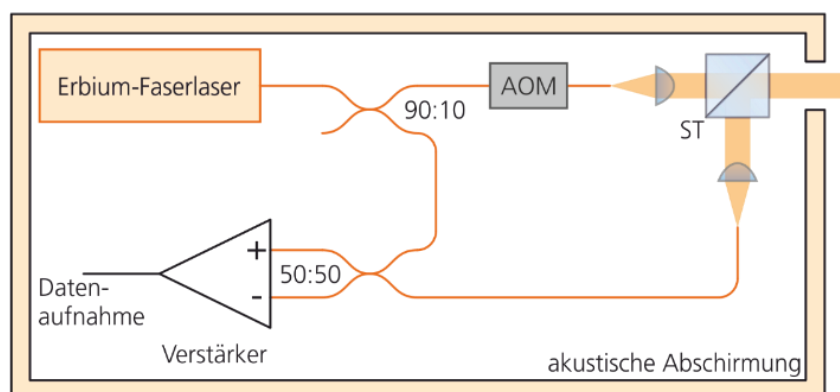 Erbium-Faserlaser
AOM
90:10
ST
+
50:50
-
Daten-
aufnahme
Verstärker
akustische Abschirmung